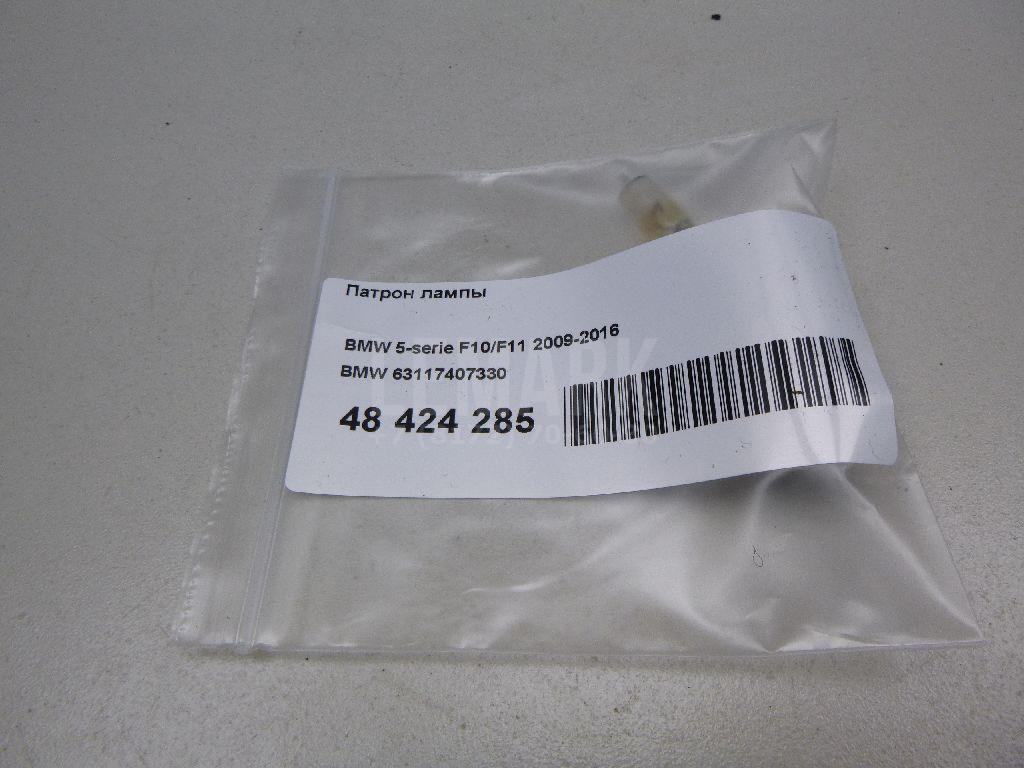 Патрон лампы
BMW 5-serie F10/F11 2009-2016
BMW 63117407330
48 424 285